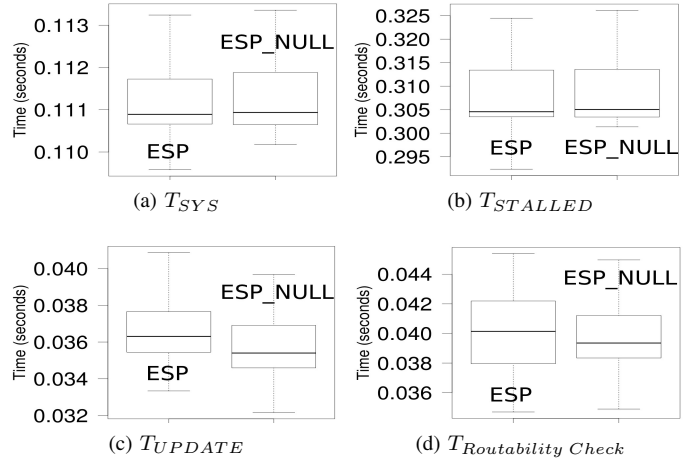 Time (seconds)
0.113
0.112
0.111
0.110
ESP
ESP_NULL
(a) T_SYS
Time (seconds)
0.325
0.320
0.315
0.310
0.305
0.300
0.295
ESP
ESP_NULL
(b) T_STALLED
Time (seconds)
0.040
0.038
0.036
0.034
0.032
ESP
ESP_NULL
(c) T_UPDATE
Time (seconds)
0.044
0.042
0.040
0.038
0.036
ESP
ESP_NULL
(d) T_Routability Check